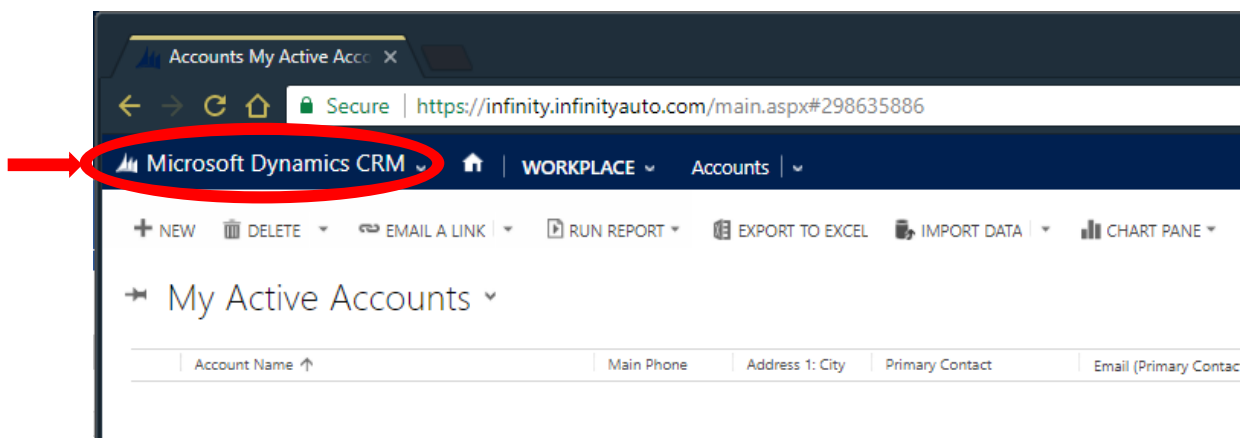 Accounts My Active Acco
Secure https://infinity.infinityauto.com/main.aspx#298635886
Microsoft Dynamics CRM WORKPLACE Accounts
NEW DELETE EMAIL A LINK RUN REPORT EXPORT TO EXCEL IMPORT DATA CHART PANE
My Active Accounts
Account Name Main Phone Address 1: City Primary Contact Email (Primary Contac